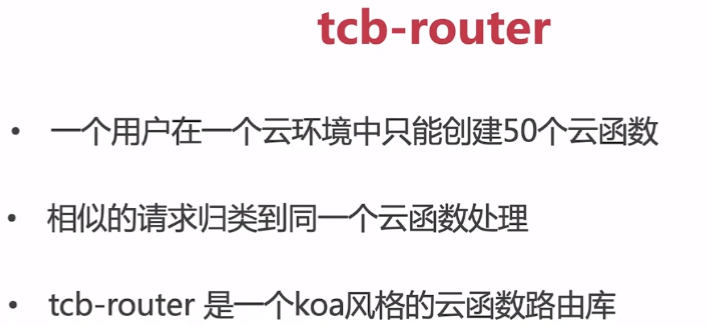 tcb-router
• 一个用户在一个云环境中只能创建50个云函数
• 相似的请求归类到同一个云函数处理
• tcb-router 是一个koa风格的云函数路由库